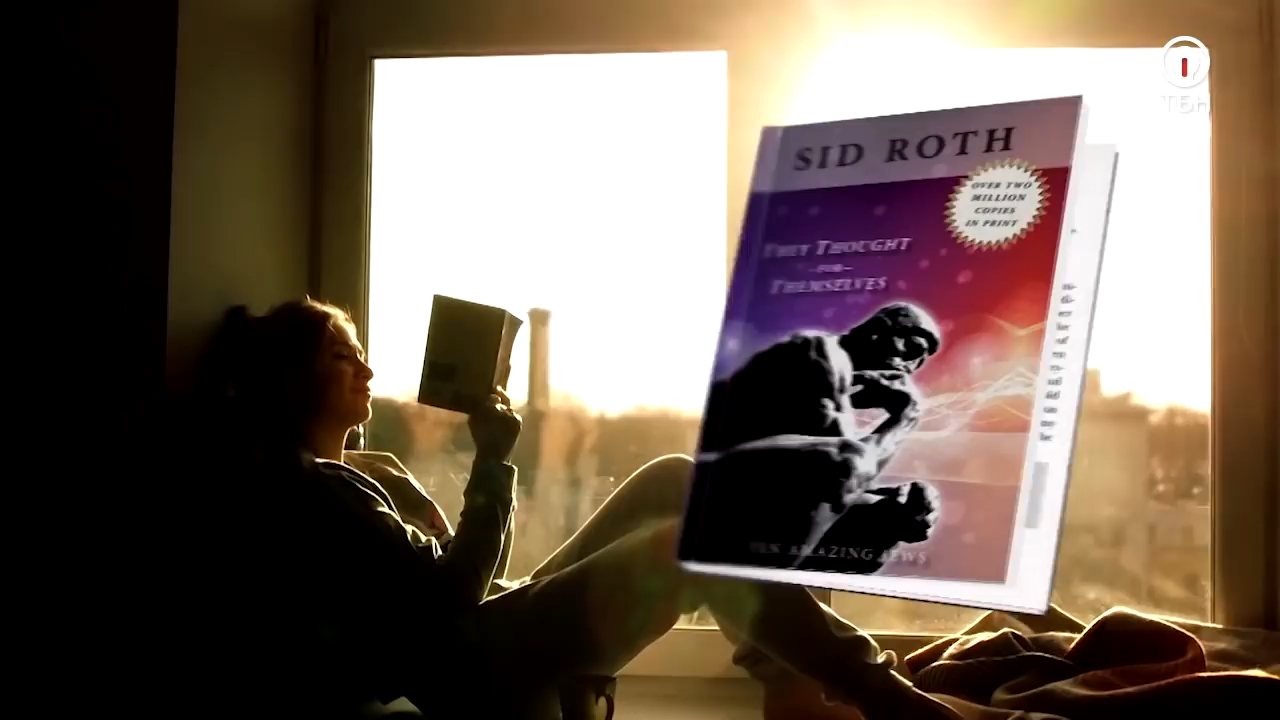 SID ROTH
OVER TWO
MILLION
COPIES
IN PRINT
THEY THOUGHT
–FOR–
THEMSELVES
TEN AMAZING JEWS
ТБН